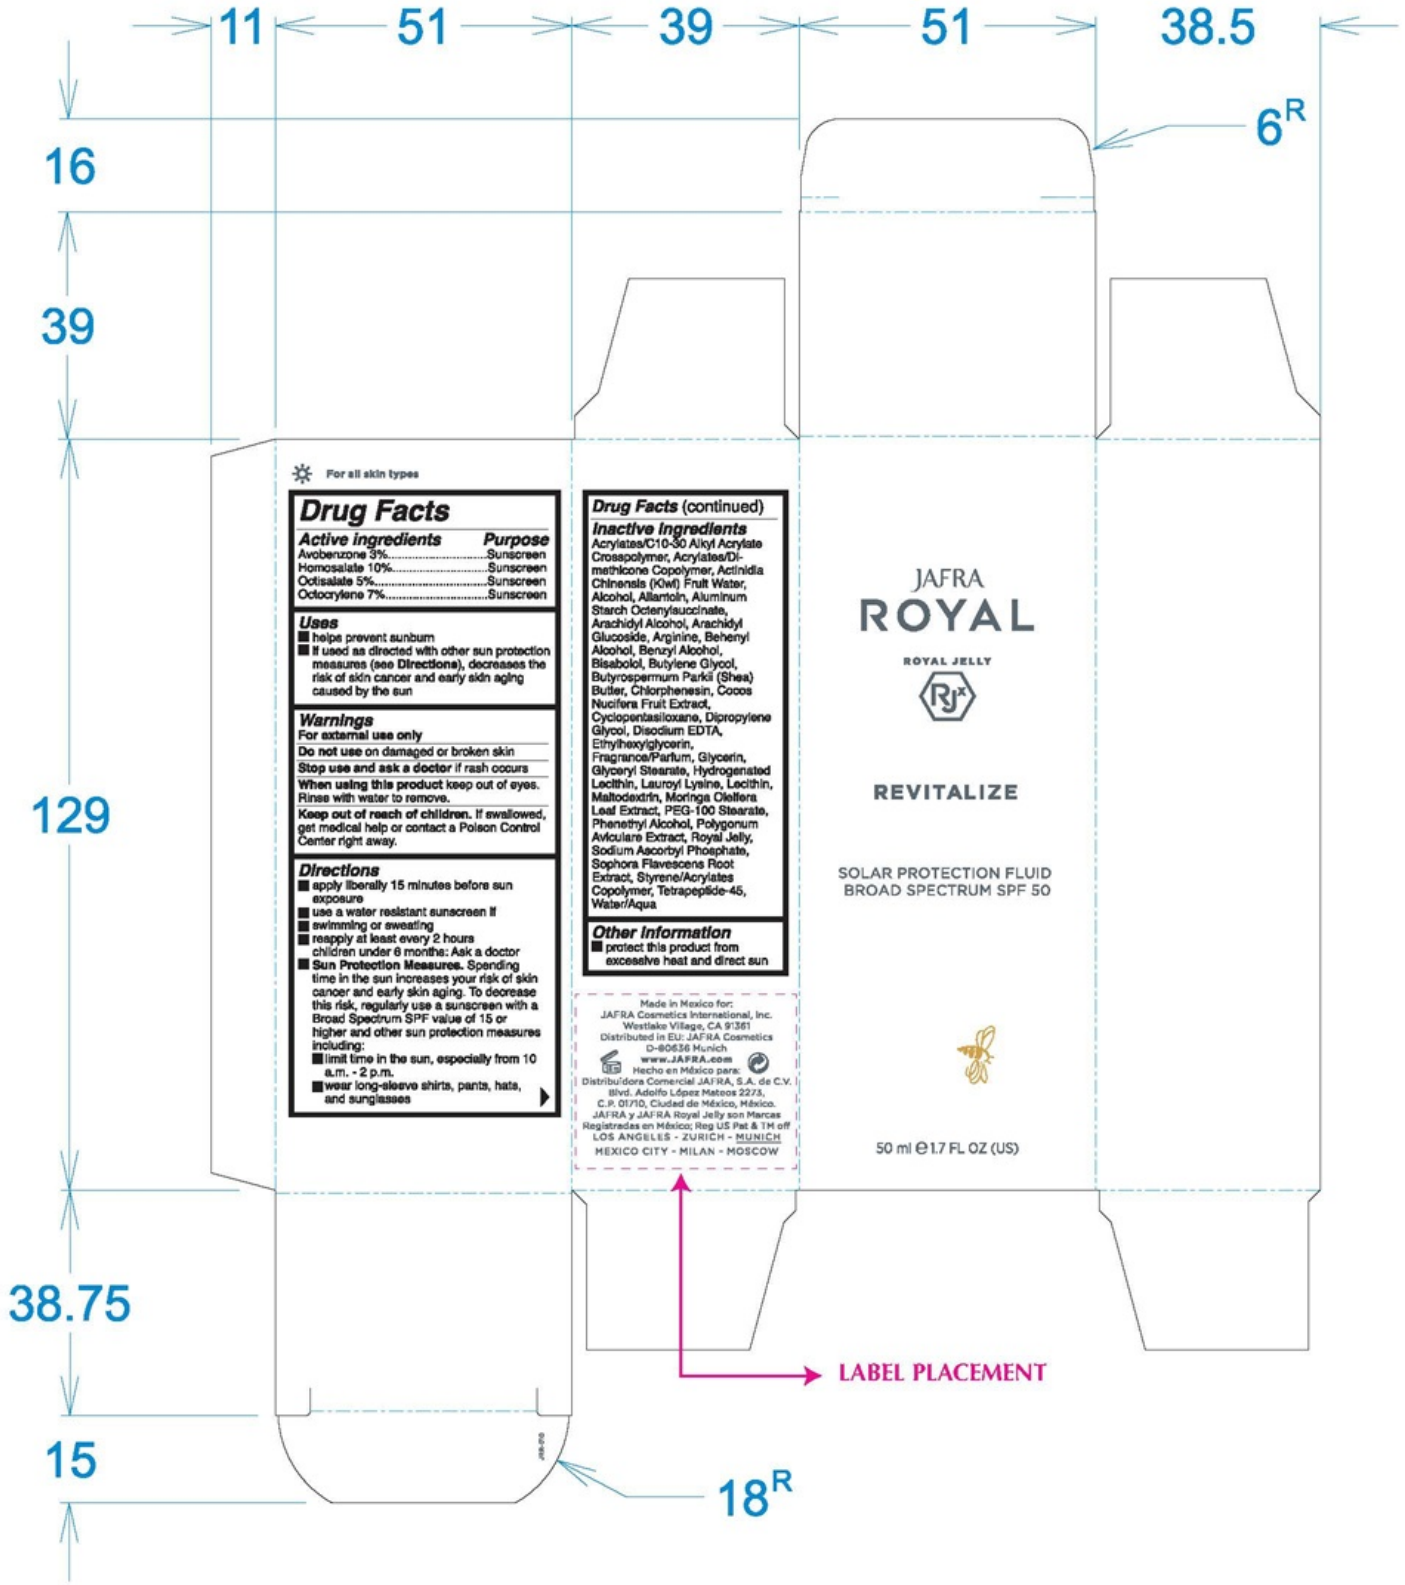 11 51 39 51 38.5
6R
16
39
129
38.75
15
18R
For all skin types
Drug Facts
Active ingredients Purpose
Avobenzone 3%..............................Sunscreen
Homosalate 10%..............................Sunscreen
Octisalate 5%..............................Sunscreen
Octocrylene 7%..............................Sunscreen
Uses
■ helps prevent sunburn
■ if used as directed with other sun protection
measures (see Directions), decreases the
risk of skin cancer and early skin aging
caused by the sun
Warnings
For external use only
Do not use on damaged or broken skin
Stop use and ask a doctor if rash occurs
When using this product keep out of eyes.
Rinse with water to remove.
Keep out of reach of children. If swallowed,
get medical help or contact a Poison Control
Center right away.
Directions
■ apply liberally 15 minutes before sun
exposure
■ use a water resistant sunscreen if
■ swimming or sweating
■ reapply at least every 2 hours
children under 6 months: Ask a doctor
■ Sun Protection Measures. Spending
time in the sun increases your risk of skin
cancer and early skin aging. To decrease
this risk, regularly use a sunscreen with a
Broad Spectrum SPF value of 15 or
higher and other sun protection measures
including:
■ limit time in the sun, especially from 10
a.m. - 2 p.m.
■ wear long-sleeve shirts, pants, hats,
and sunglasses
Drug Facts (continued)
Inactive Ingredients
Acrylates/C10-30 Alkyl Acrylate
Crosspolymer, Acrylates/Di-
methicone Copolymer, Actinidia
Chinensis (Kiwi) Fruit Water,
Alcohol, Allantoin, Aluminum
Starch Octenylsuccinate,
Arachidyl Alcohol, Arachidyl
Glucoside, Arginine, Behenyl
Alcohol, Benzyl Alcohol,
Bisabolol, Butylene Glycol,
Butyrospermum Parkii (Shea)
Butter, Chlorphenesin, Cocos
Nucifera Fruit Extract,
Cyclopentasiloxane, Dipropylene
Glycol, Disodium EDTA,
Ethylhexylglycerin,
Fragrance/Parfum, Glycerin,
Glyceryl Stearate, Hydrogenated
Lecithin, Lauroyl Lysine, Lecithin,
Maltodextrin, Moringa Oleifera
Leaf Extract, PEG-100 Stearate,
Phenethyl Alcohol, Polygonum
Aviculare Extract, Royal Jelly,
Sodium Ascorbyl Phosphate,
Sophora Flavescens Root
Extract, Styrene/Acrylates
Copolymer, Tetrapeptide-45,
Water/Aqua
Other Information
■ protect this product from
excessive heat and direct sun
Made in Mexico for:
JAFRA Cosmetics International, Inc.
Westlake Village, CA 91361
Distributed in EU: JAFRA Cosmetics
D-80636 Munich
www.JAFRA.com
Hecho en México para:
Distribuidora Comercial JAFRA, S.A. de C.V.
Blvd. Adolfo López Mateos 2273,
C.P. 01710, Ciudad de México, México.
JAFRA y JAFRA Royal Jelly son Marcas
Registradas en México; Reg US Pat & TM off
LOS ANGELES - ZURICH - MUNICH
MEXICO CITY - MILAN - MOSCOW
JAFRA
ROYAL
ROYAL JELLY
RJx
REVITALIZE
SOLAR PROTECTION FLUID
BROAD SPECTRUM SPF 50
50 ml ℮ 1.7 FL OZ (US)
LABEL PLACEMENT